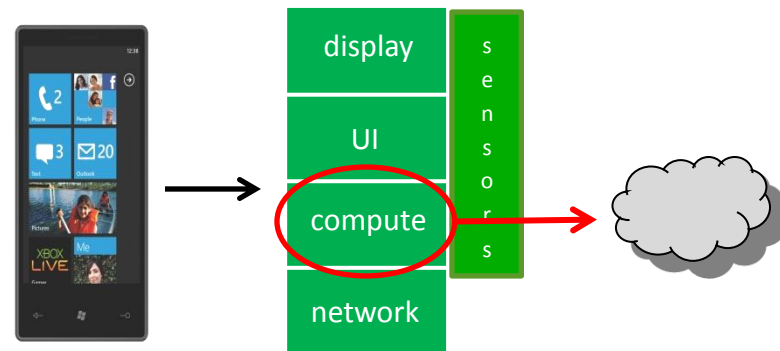 12:38
2
f
Phone
People
3
20
Text
Outlook
Pictures
XBOX
LIVE
Me
Games
display
UI
compute
network
s
e
n
s
o
r
s